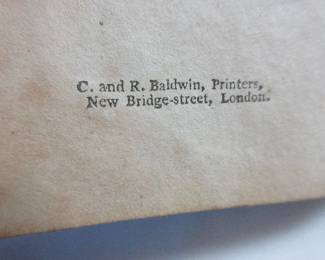 C. and R. Baldwin, Printers,
New Bridge-street, London.